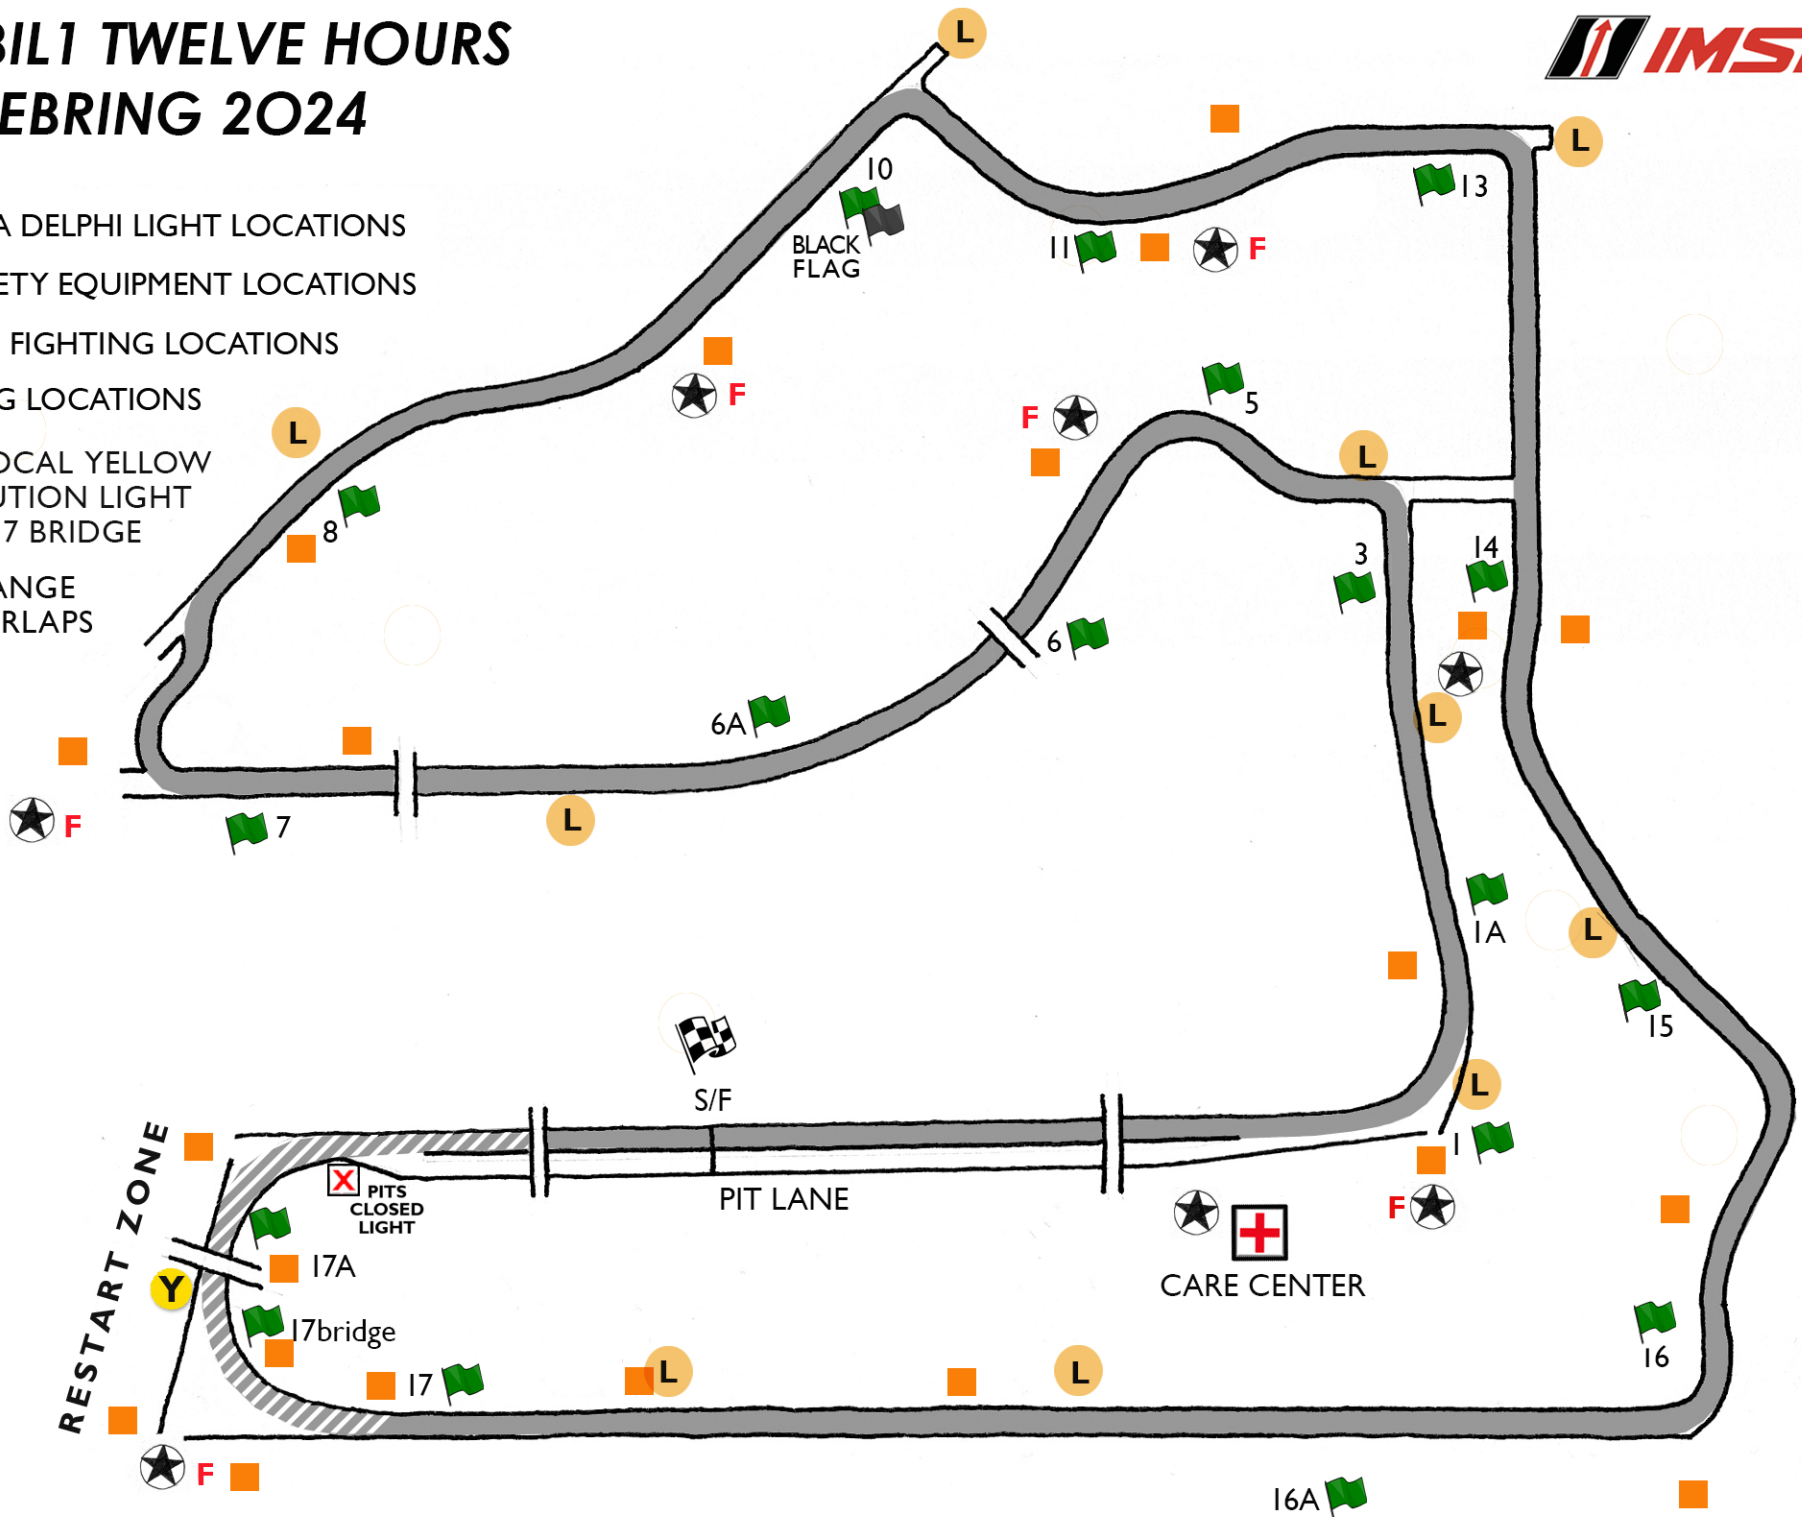 BIL1 TWELVE HOURS
EBRING 2024
IMS
A DELPHI LIGHT LOCATIONS
ETY EQUIPMENT LOCATIONS
FIGHTING LOCATIONS
G LOCATIONS
OCAL YELLOW
UTION LIGHT
7 BRIDGE
ANGE
RLAPS
L
L
10
BLACK
FLAG
11
F
13
F
F
5
L
L
8
3
14
6
6A
L
F
7
L
1A
L
15
S/F
L
1
RESTART ZONE
X
PITS
CLOSED
LIGHT
PIT LANE
F
CARE CENTER
17A
Y
17bridge
17
L
L
16
F
16A